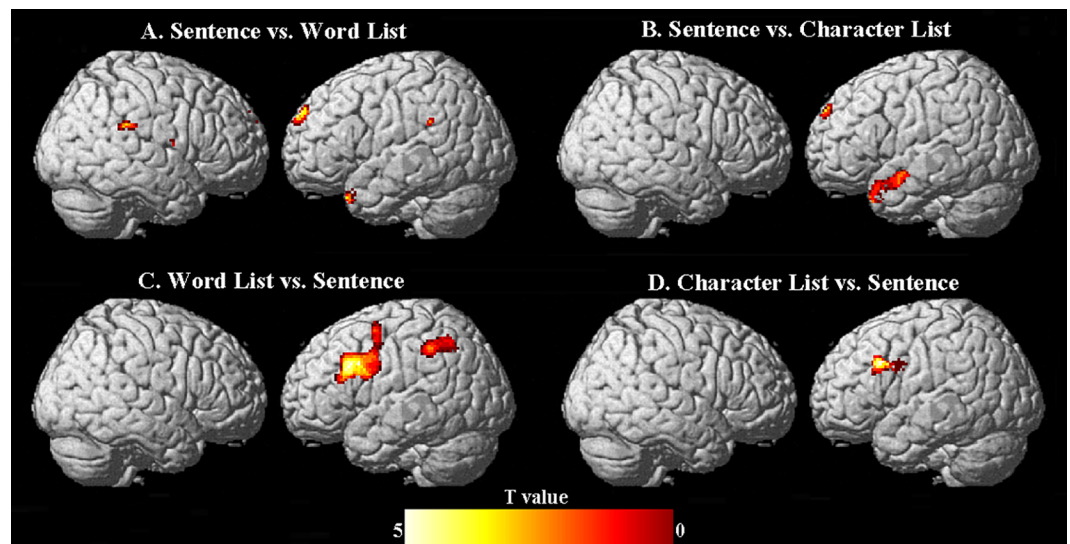 A. Sentence vs. Word List
B. Sentence vs. Character List
C. Word List vs. Sentence
D. Character List vs. Sentence
T value
5 0